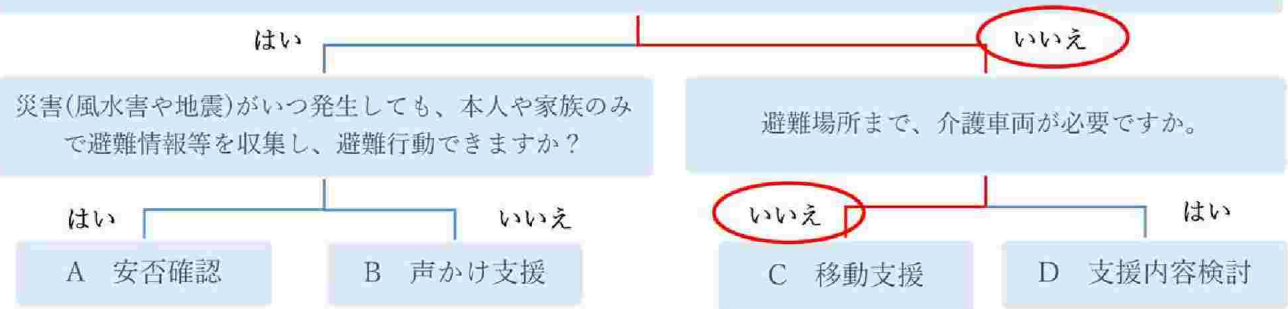 はい
いいえ
災害(風水害や地震)がいつ発生しても、本人や家族のみ
で避難情報等を収集し、避難行動できますか？
避難場所まで、介護車両が必要ですか。
はい
いいえ
いいえ
はい
A　安否確認
B　声かけ支援
C　移動支援
D　支援内容検討